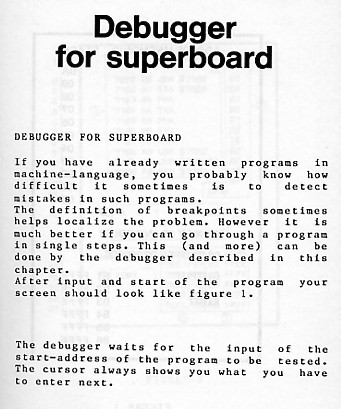 Debugger
for superboard
DEBUGGER FOR SUPERBOARD
If you have already written programs in
machine-language, you probably know how
difficult it sometimes is to detect
mistakes in such programs.
The definition of breakpoints sometimes
helps localize the problem. However it is
much better if you can go through a program
in single steps. This (and more) can be
done by the debugger described in this
chapter.
After input and start of the program your
screen should look like figure 1.
The debugger waits for the input of the
start-address of the program to be tested.
The cursor always shows you what you have
to enter next.